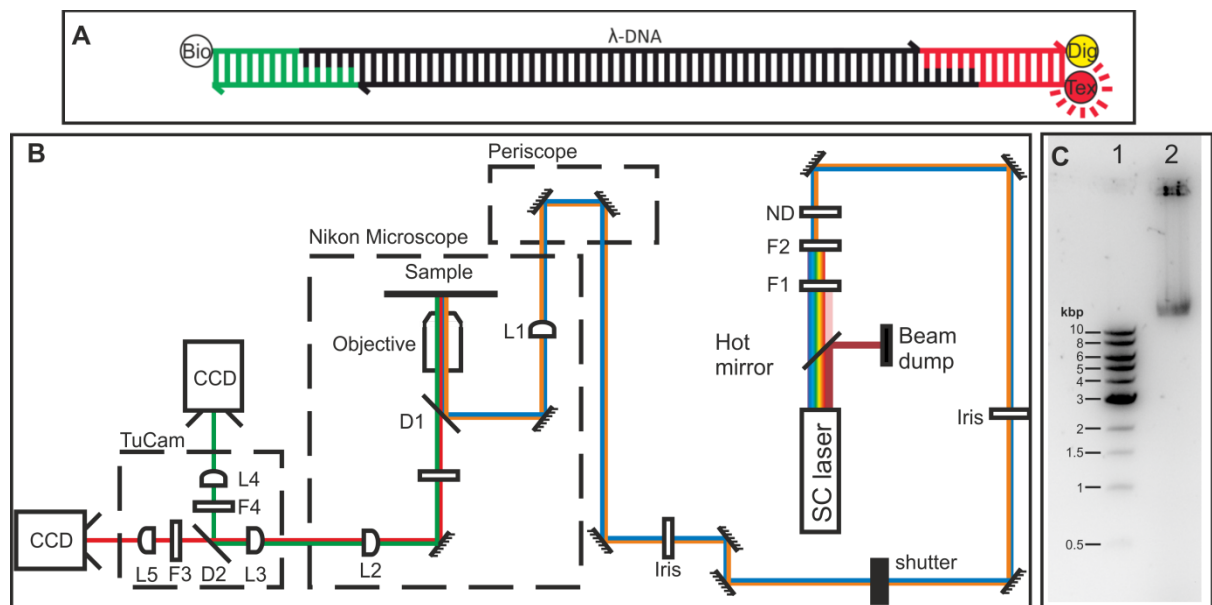 A
λ-DNA
Bio
Dig
Tex
B
Periscope
Nikon Microscope
Sample
Objective
L1
D1
CCD
TuCam
L4
F4
CCD
L5
F3
D2
L3
L2
ND
F2
F1
Hot
mirror
Beam
dump
SC laser
Iris
Iris
shutter
C
1
2
kbp
10
8
6
5
4
3
2
1.5
1
0.5